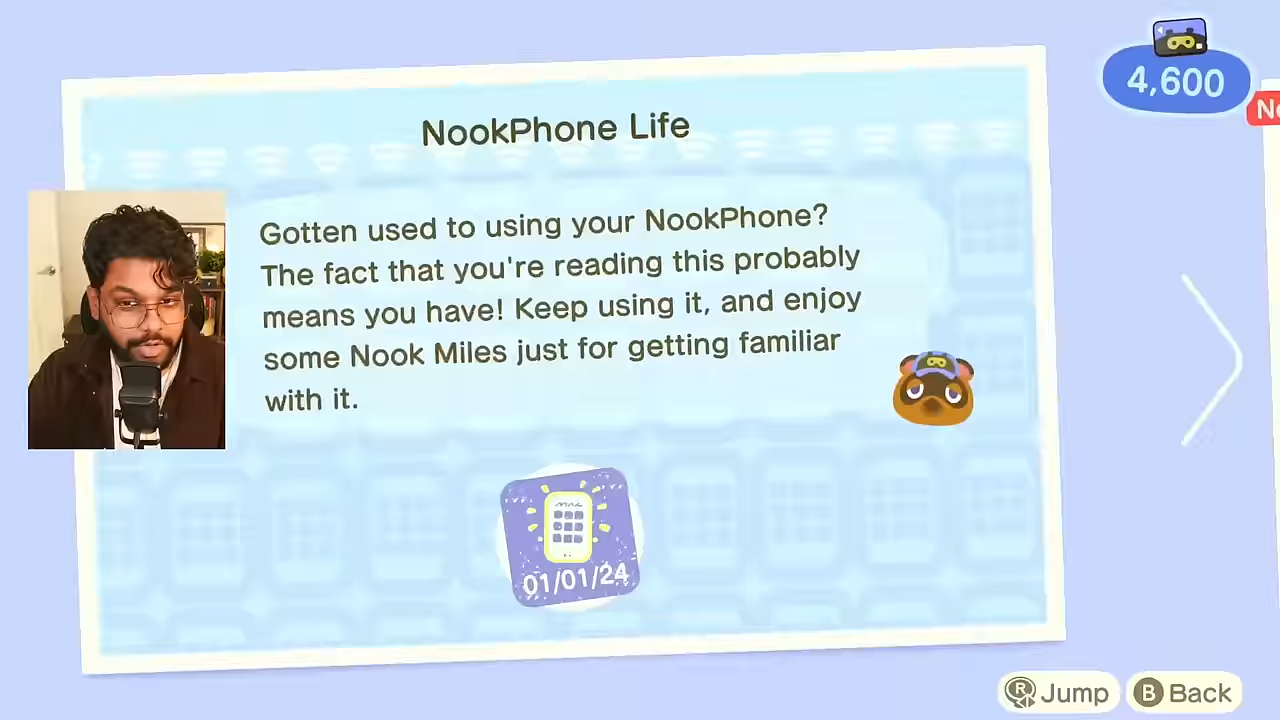 4,600
NookPhone Life
Gotten used to using your NookPhone?
The fact that you're reading this probably
means you have! Keep using it, and enjoy
some Nook Miles just for getting familiar
with it.
01/01/24
R Jump
B Back